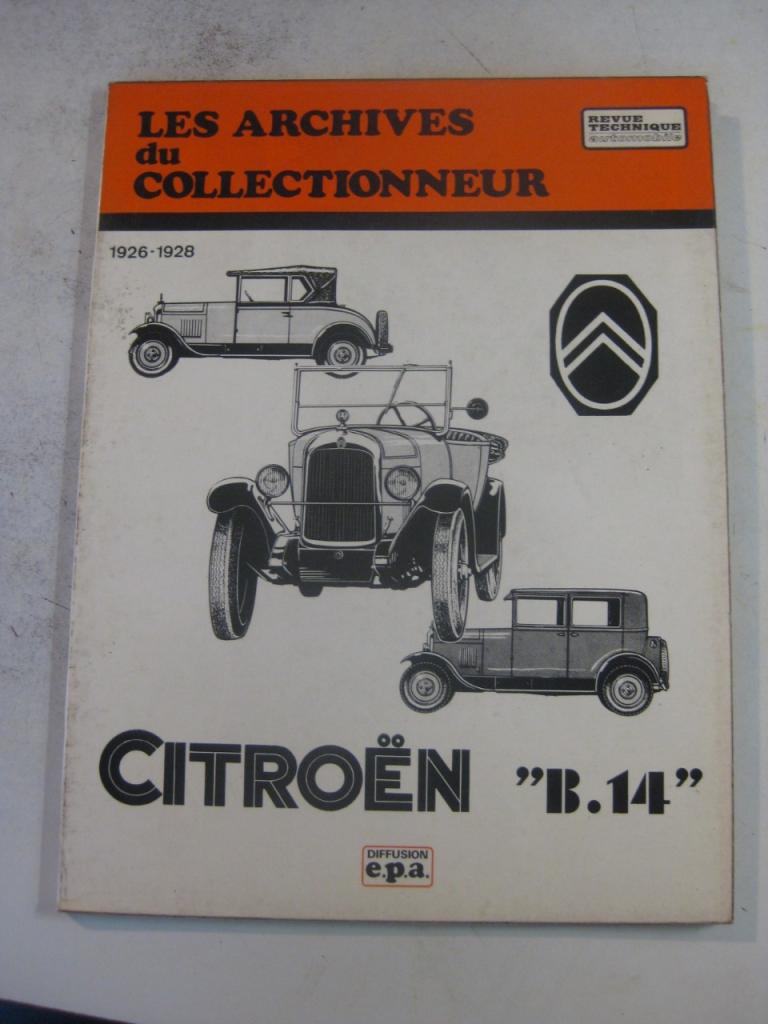 LES ARCHIVES
du
COLLECTIONNEUR
REVUE
TECHNIQUE
automobile
1926-1928
CITROËN "B.14"
DIFFUSION
e.p.a.